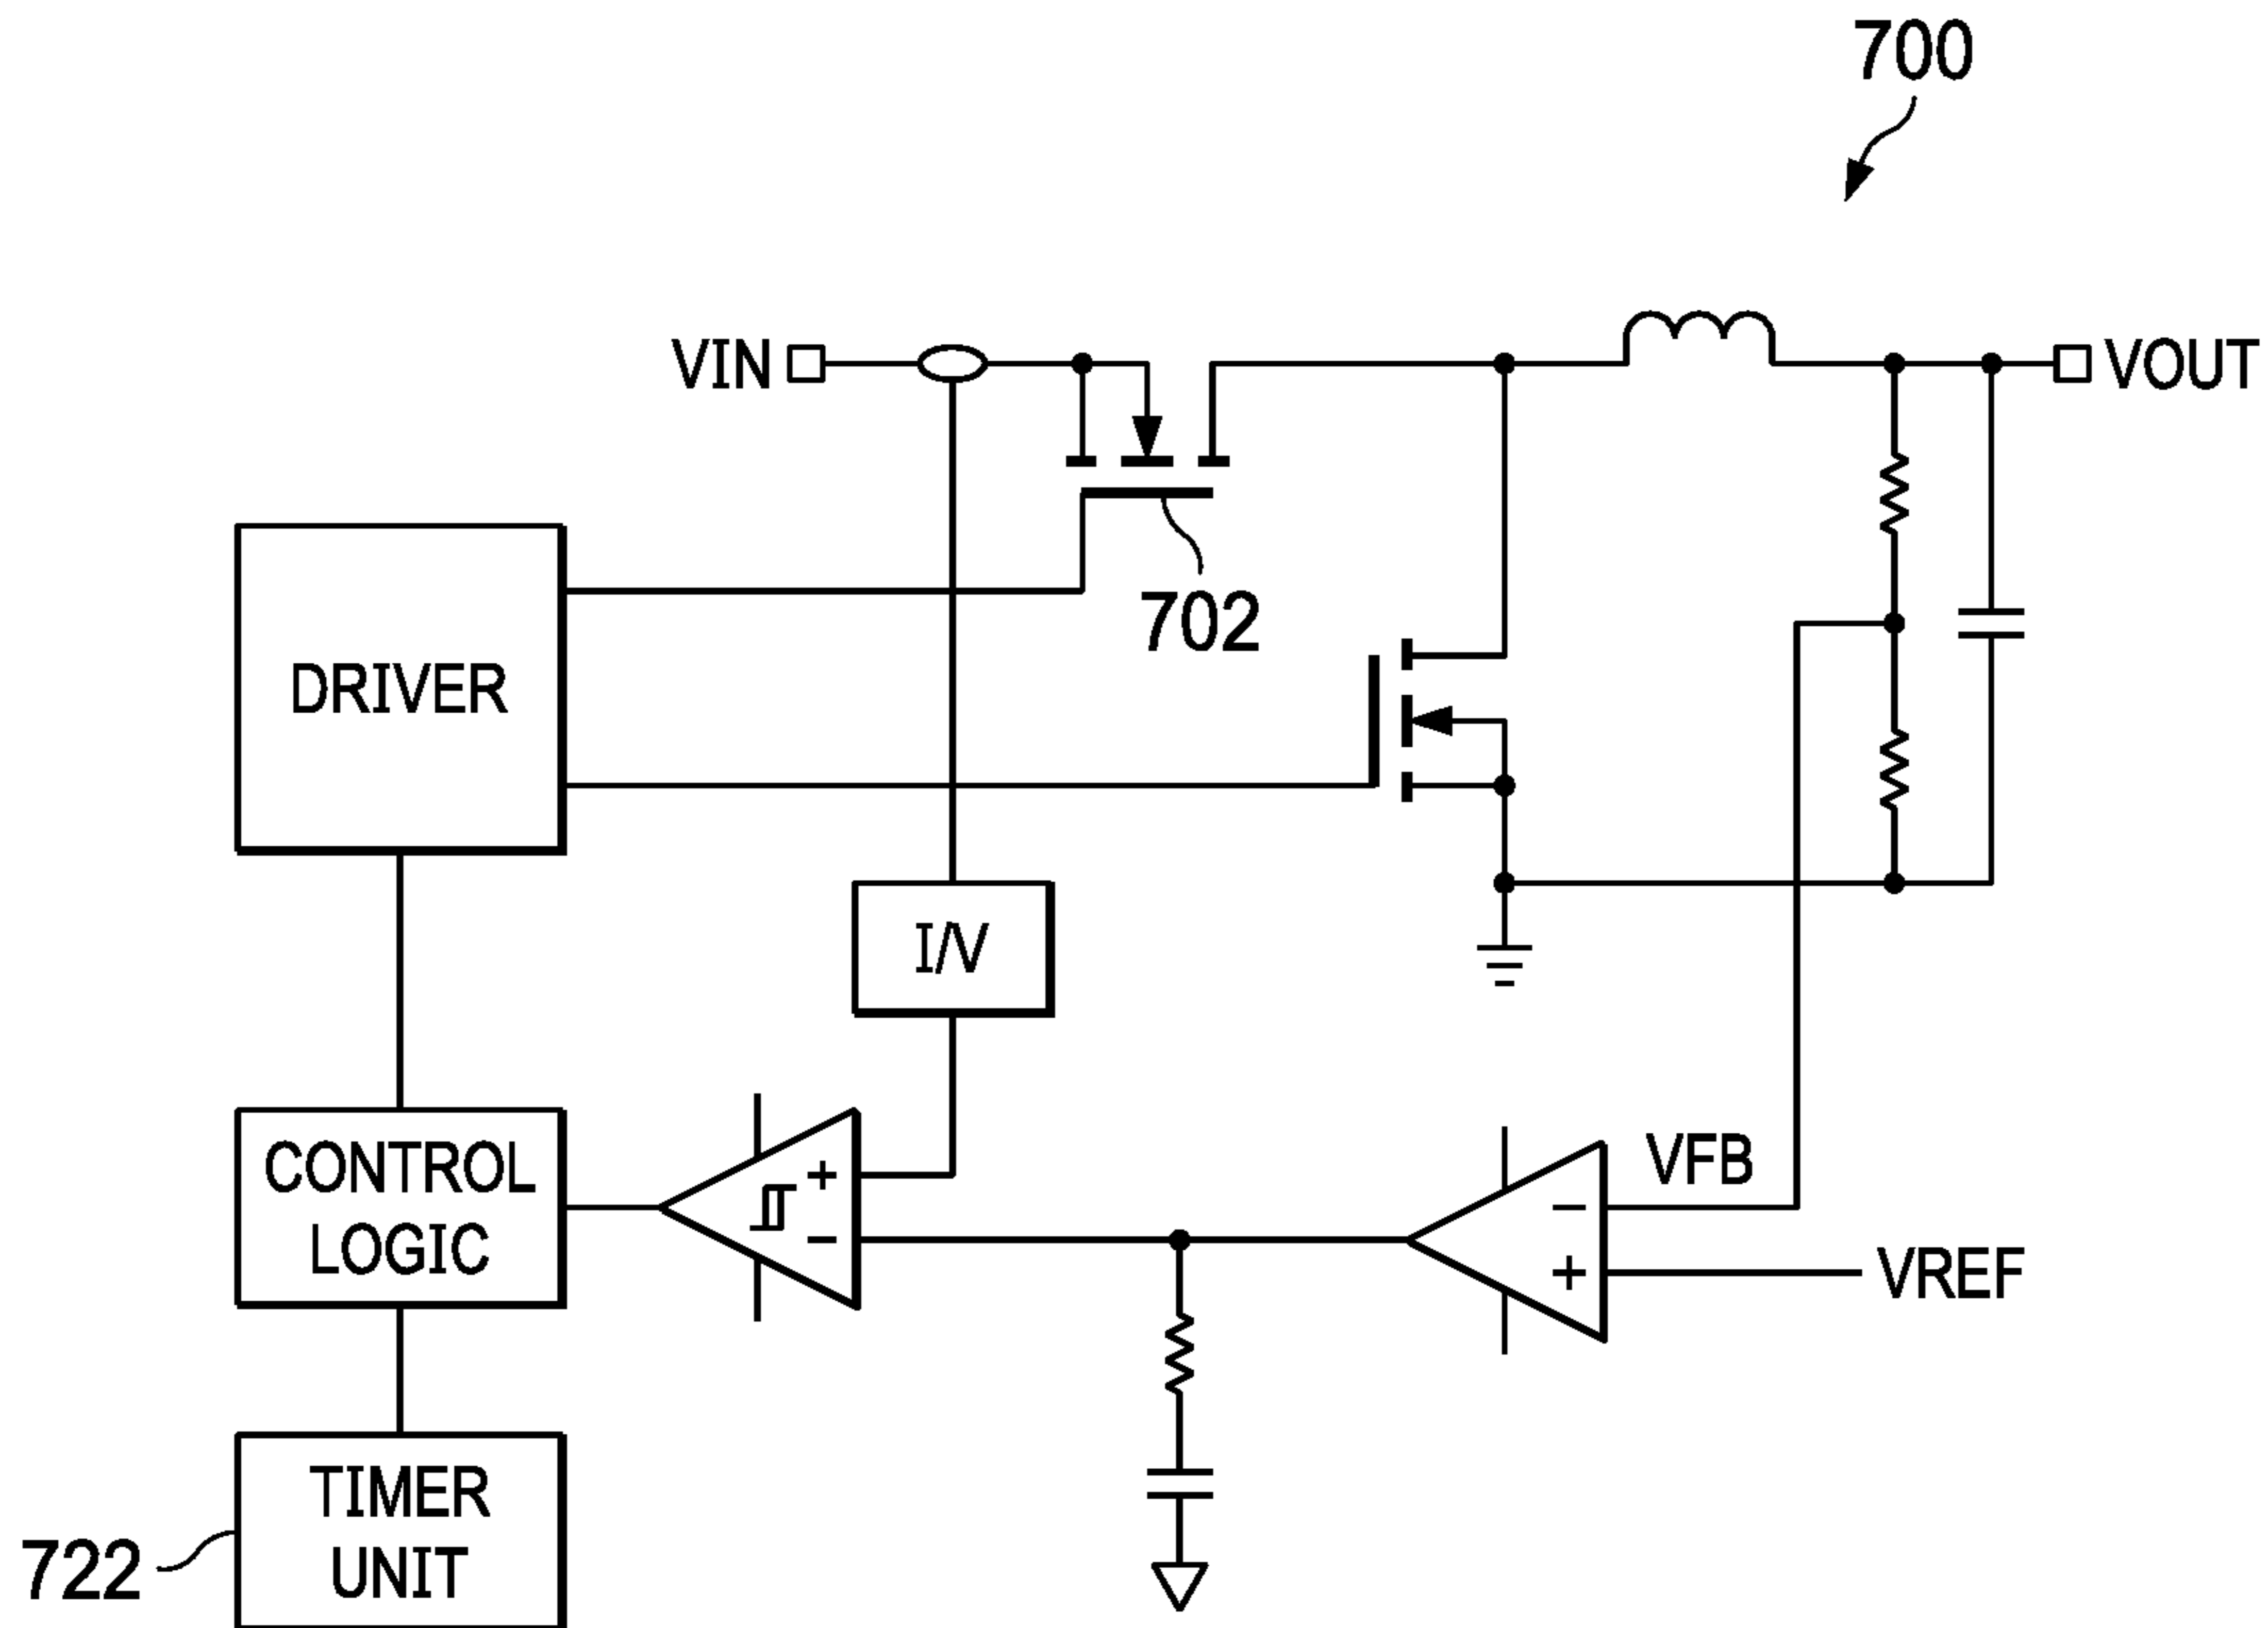 700
VIN
VOUT
702
DRIVER
I/V
CONTROL
LOGIC
+
−
VFB
−
+
VREF
TIMER
UNIT
722